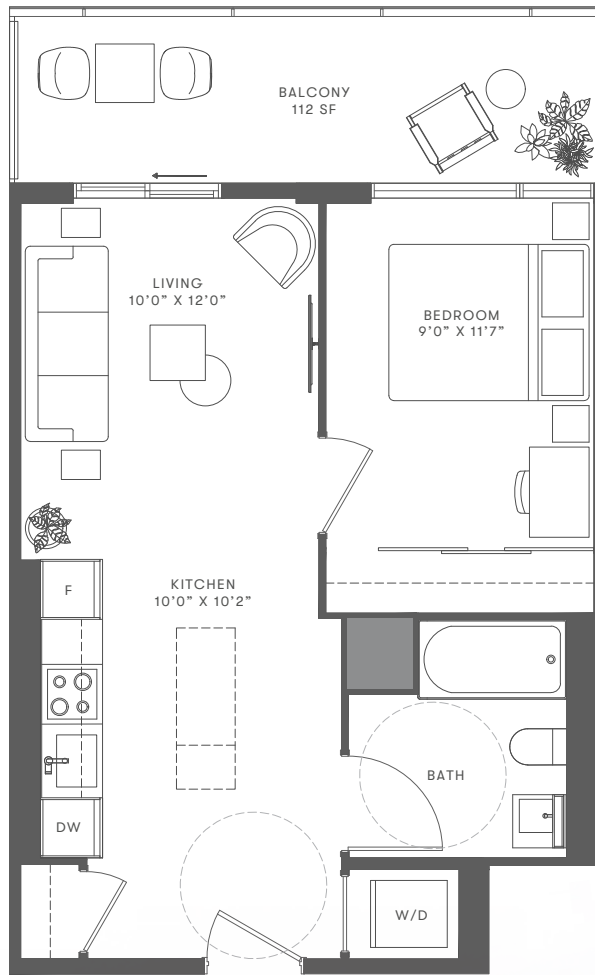 BALCONY
112 SF
LIVING
10'0" X 12'0"
BEDROOM
9'0" X 11'7"
KITCHEN
10'0" X 10'2"
F
BATH
DW
W/D